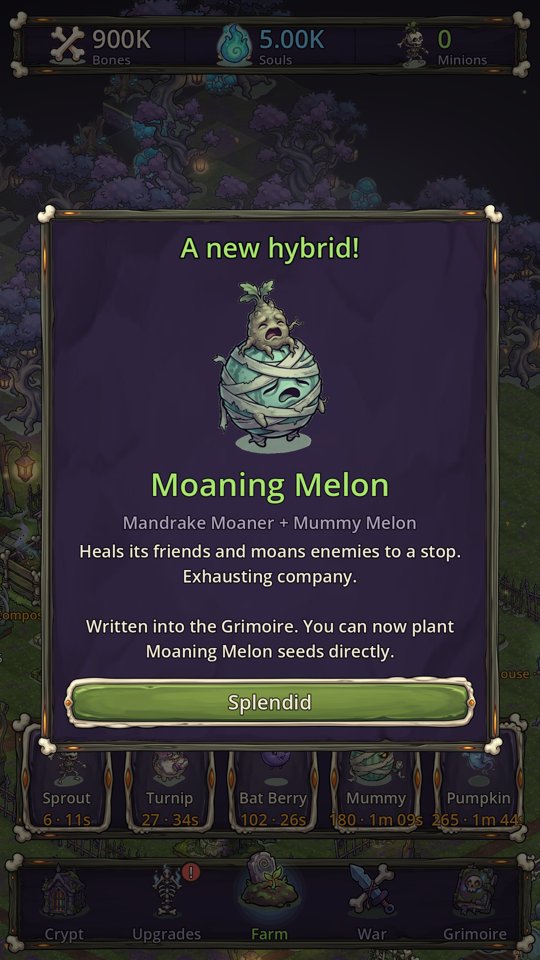 900K
Bones
5.00K
Souls
0
Minions
A new hybrid!
Moaning Melon
Mandrake Moaner + Mummy Melon
Heals its friends and moans enemies to a stop.
Exhausting company.
Written into the Grimoire. You can now plant
Moaning Melon seeds directly.
Splendid
Sprout
Turnip
Bat Berry
Mummy
Pumpkin
6 · 11s
27 · 34s
102 · 26s
180 · 1m 09s
265 · 1m 44s
!
Crypt
Upgrades
Farm
War
Grimoire